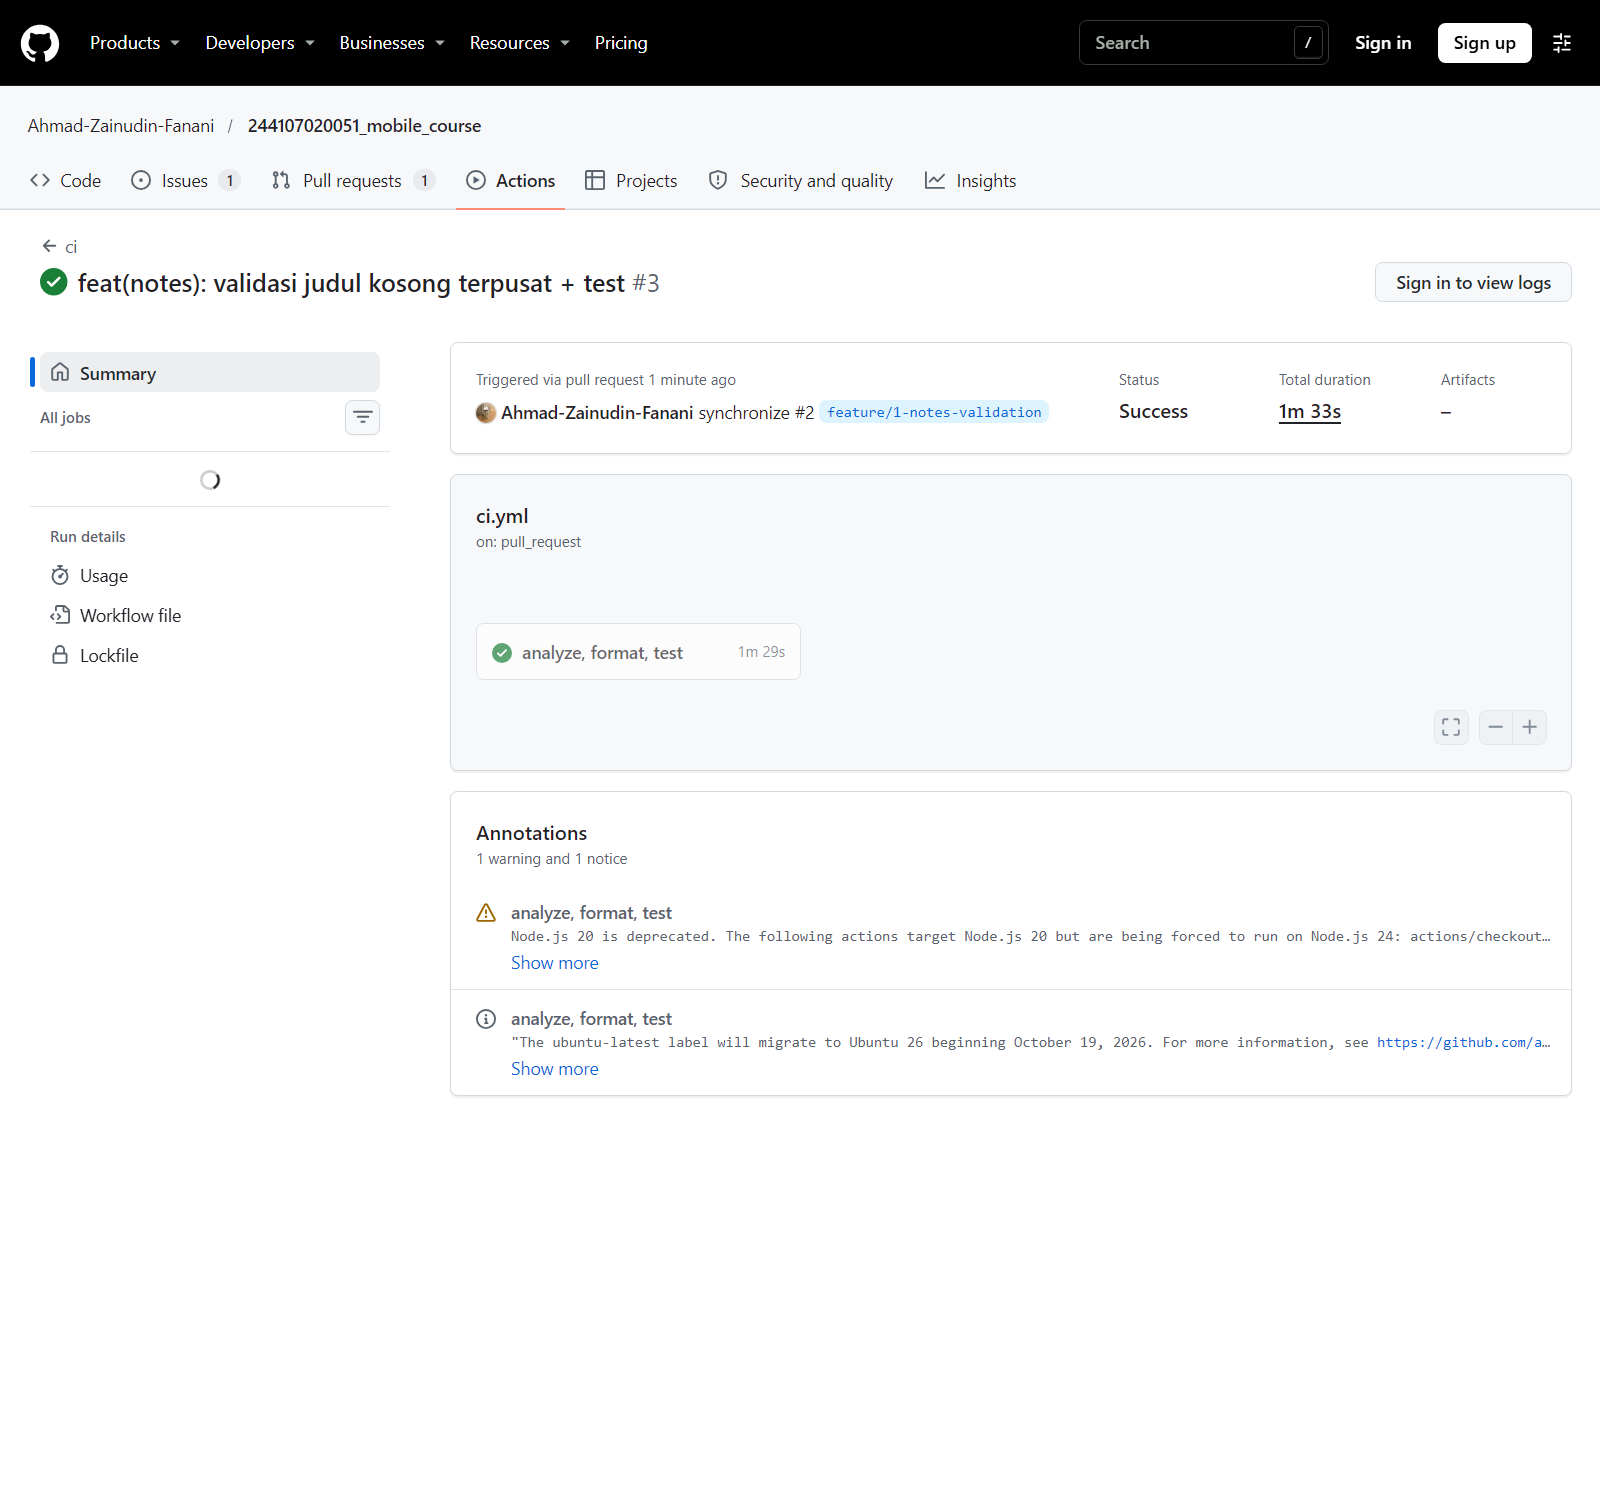 Products Developers Businesses Resources Pricing Search / Sign in Sign up
Ahmad-Zainudin-Fanani / 244107020051_mobile_course
Code Issues 1 Pull requests 1 Actions Projects Security and quality Insights
ci
feat(notes): validasi judul kosong terpusat + test #3
Sign in to view logs
Summary
All jobs
Run details
Usage
Workflow file
Lockfile
Triggered via pull request 1 minute ago
Ahmad-Zainudin-Fanani synchronize #2 feature/1-notes-validation
Status
Success
Total duration
1m 33s
Artifacts
–
ci.yml
on: pull_request
analyze, format, test 1m 29s
Annotations
1 warning and 1 notice
analyze, format, test
Node.js 20 is deprecated. The following actions target Node.js 20 but are being forced to run on Node.js 24: actions/checkout…
Show more
analyze, format, test
"The ubuntu-latest label will migrate to Ubuntu 26 beginning October 19, 2026. For more information, see https://github.com/a…
Show more